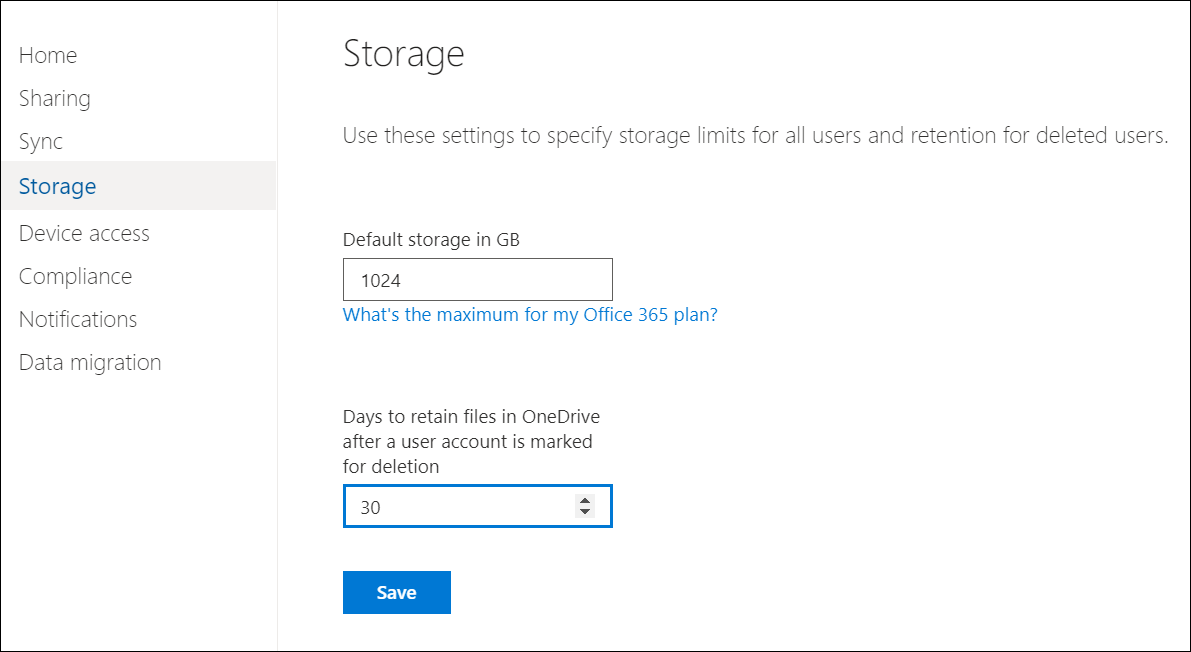 Home
Sharing
Sync
Storage
Device access
Compliance
Notifications
Data migration
Storage
Use these settings to specify storage limits for all users and retention for deleted users.
Default storage in GB
1024
What's the maximum for my Office 365 plan?
Days to retain files in OneDrive
after a user account is marked
for deletion
30
Save